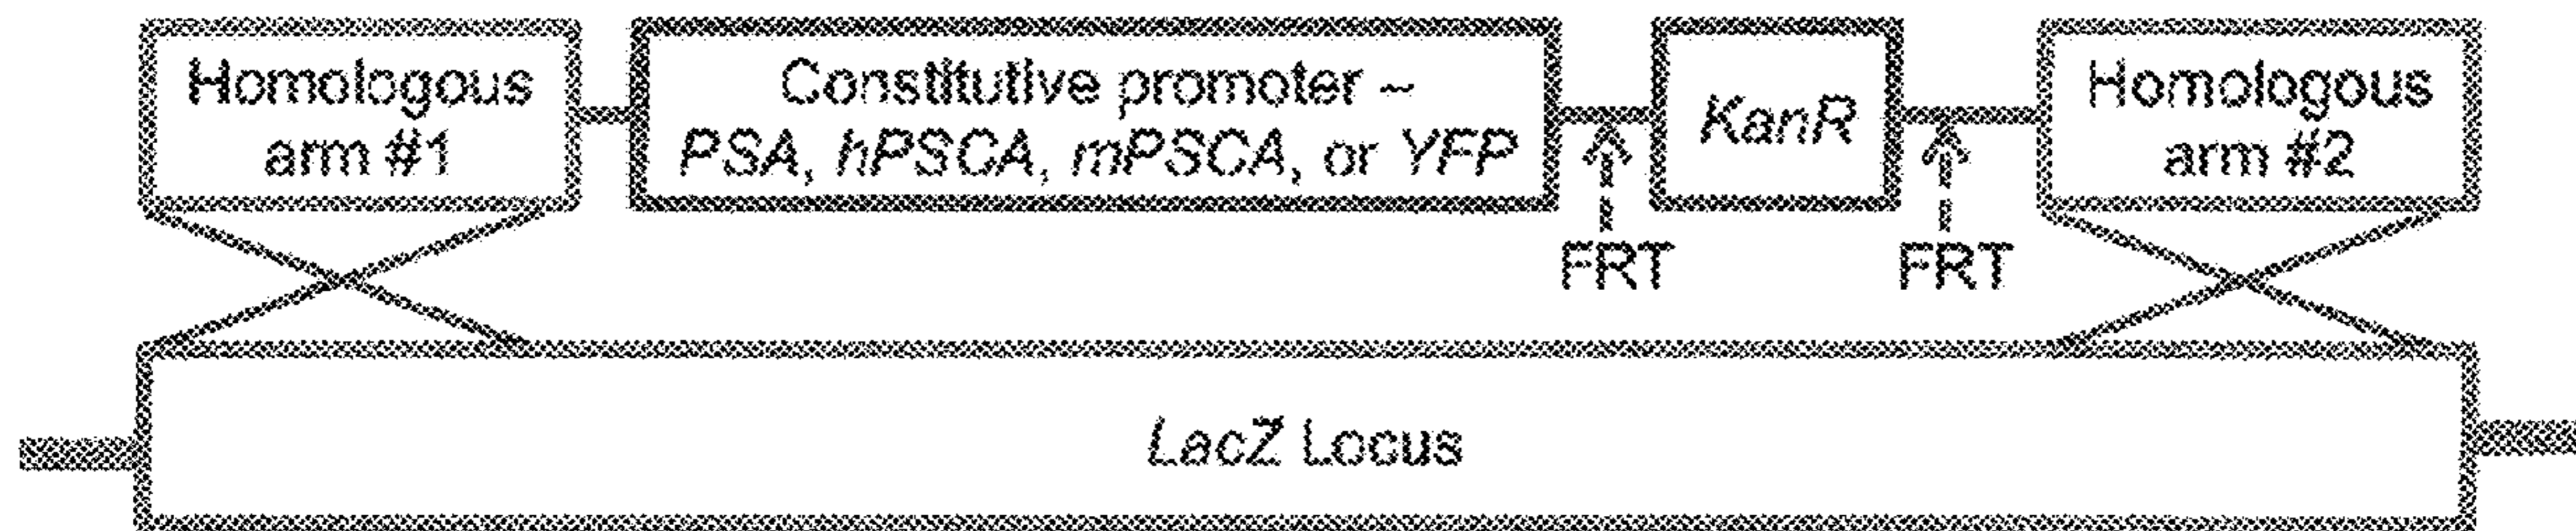 Homologous
arm #1
Constitutive promoter –
PSA, hPSCA, mPSCA, or YFP
KanR
Homologous
arm #2
FRT
FRT
LacZ Locus